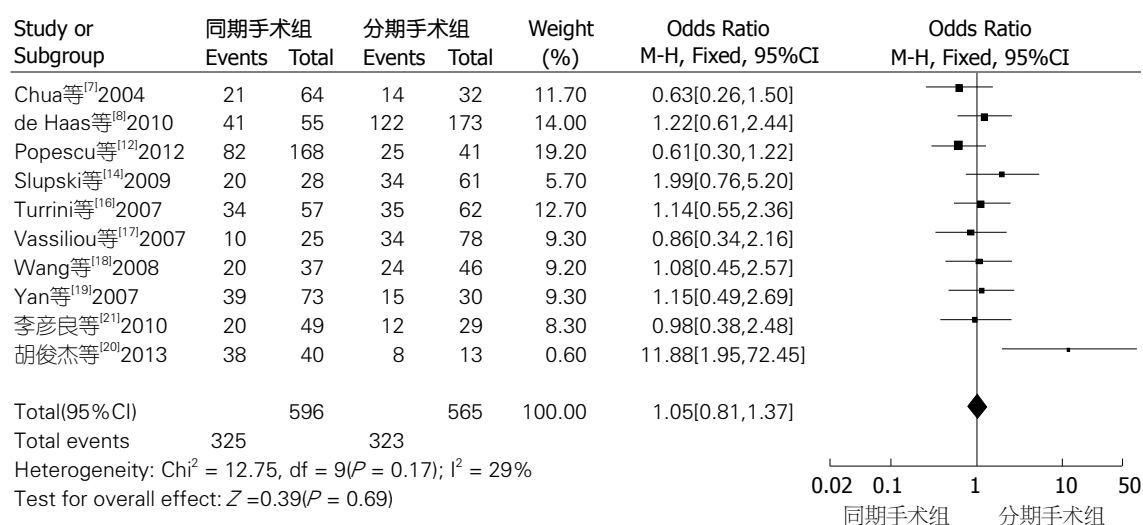 Study or 同期手术组 分期手术组 Weight Odds Ratio Odds Ratio
Subgroup Events Total Events Total (%) M-H, Fixed, 95%CI M-H, Fixed, 95%CI
Chua等[7]2004 21 64 14 32 11.70 0.63[0.26,1.50]
de Haas等[8]2010 41 55 122 173 14.00 1.22[0.61,2.44]
Popescu等[12]2012 82 168 25 41 19.20 0.61[0.30,1.22]
Slupski等[14]2009 20 28 34 61 5.70 1.99[0.76,5.20]
Turrini等[16]2007 34 57 35 62 12.70 1.14[0.55,2.36]
Vassiliou等[17]2007 10 25 34 78 9.30 0.86[0.34,2.16]
Wang等[18]2008 20 37 24 46 9.20 1.08[0.45,2.57]
Yan等[19]2007 39 73 15 30 9.30 1.15[0.49,2.69]
李彦良等[21]2010 20 49 12 29 8.30 0.98[0.38,2.48]
胡俊杰等[20]2013 38 40 8 13 0.60 11.88[1.95,72.45]
Total(95%CI) 596 565 100.00 1.05[0.81,1.37]
Total events 325 323
Heterogeneity: Chi² = 12.75, df = 9(P = 0.17); I² = 29%
Test for overall effect: Z =0.39(P = 0.69)
0.02 0.1 1 10 50
同期手术组 分期手术组